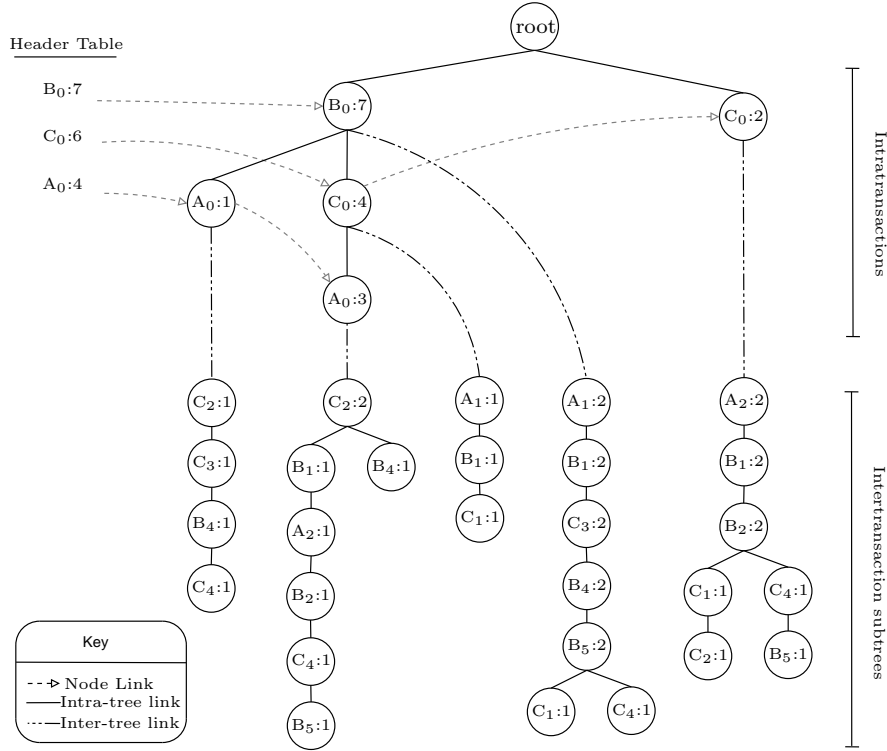 root
Header Table
B₀:7
C₀:6
A₀:4
B₀:7
C₀:2
A₀:1
C₀:4
A₀:3
Intratransactions
C₂:1
C₂:2
A₁:1
A₁:2
A₂:2
C₃:1
B₁:1
B₄:1
B₁:1
B₁:2
B₁:2
B₄:1
A₂:1
C₁:1
C₃:2
B₂:2
C₄:1
B₂:1
B₄:2
C₁:1
C₄:1
C₄:1
B₅:2
C₂:1
B₅:1
B₅:1
C₁:1
C₄:1
Intertransaction subtrees
Key
Node Link
Intra-tree link
Inter-tree link